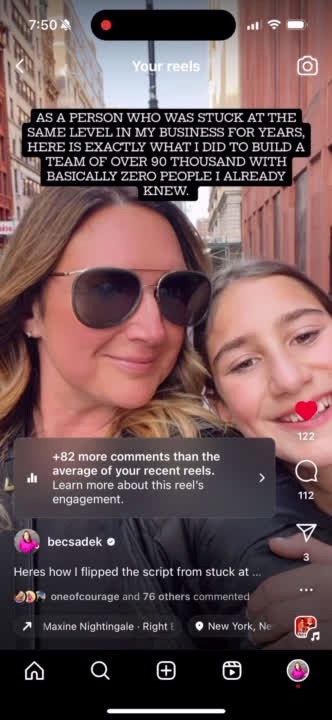 7:50
Your reels
AS A PERSON WHO WAS STUCK AT THE
SAME LEVEL IN MY BUSINESS FOR YEARS,
HERE IS EXACTLY WHAT I DID TO BUILD A
TEAM OF OVER 90 THOUSAND WITH
BASICALLY ZERO PEOPLE I ALREADY
KNEW.
122
+82 more comments than the
average of your recent reels.
Learn more about this reel's
engagement.
112
becsadek
3
Heres how I flipped the script from stuck at ...
oneofcourage and 76 others commented
Maxine Nightingale · Right
New York, Ne